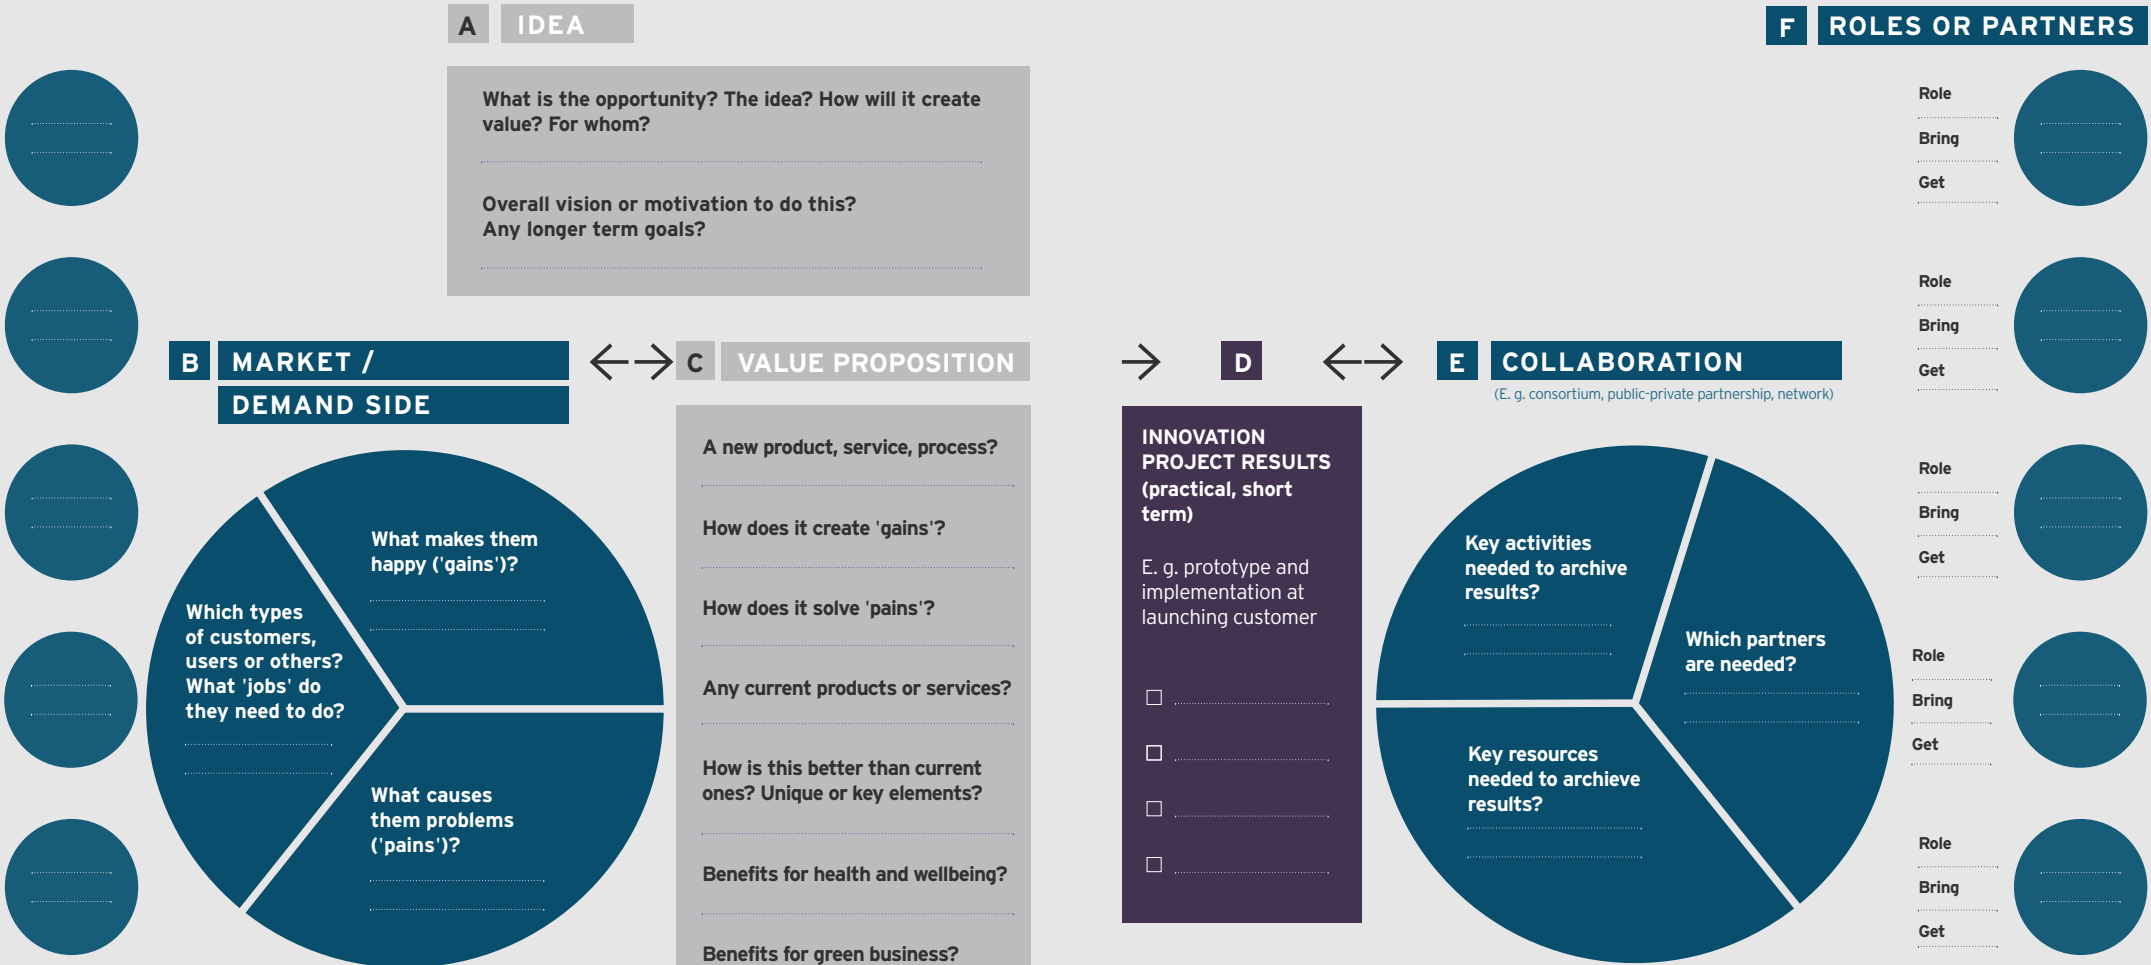 A IDEA
What is the opportunity? The idea? How will it create
value? For whom?
Overall vision or motivation to do this?
Any longer term goals?
B MARKET /
DEMAND SIDE
What makes them
happy ('gains')?
Which types
of customers,
users or others?
What 'jobs' do
they need to do?
What causes
them problems
('pains')?
C VALUE PROPOSITION
A new product, service, process?
How does it create 'gains'?
How does it solve 'pains'?
Any current products or services?
How is this better than current
ones? Unique or key elements?
Benefits for health and wellbeing?
Benefits for green business?
D
INNOVATION
PROJECT RESULTS
(practical, short
term)
E. g. prototype and
implementation at
launching customer
E COLLABORATION
(E. g. consortium, public-private partnership, network)
Key activities
needed to archive
results?
Which partners
are needed?
Key resources
needed to archieve
results?
F ROLES OR PARTNERS
Role
Bring
Get
Role
Bring
Get
Role
Bring
Get
Role
Bring
Get
Role
Bring
Get